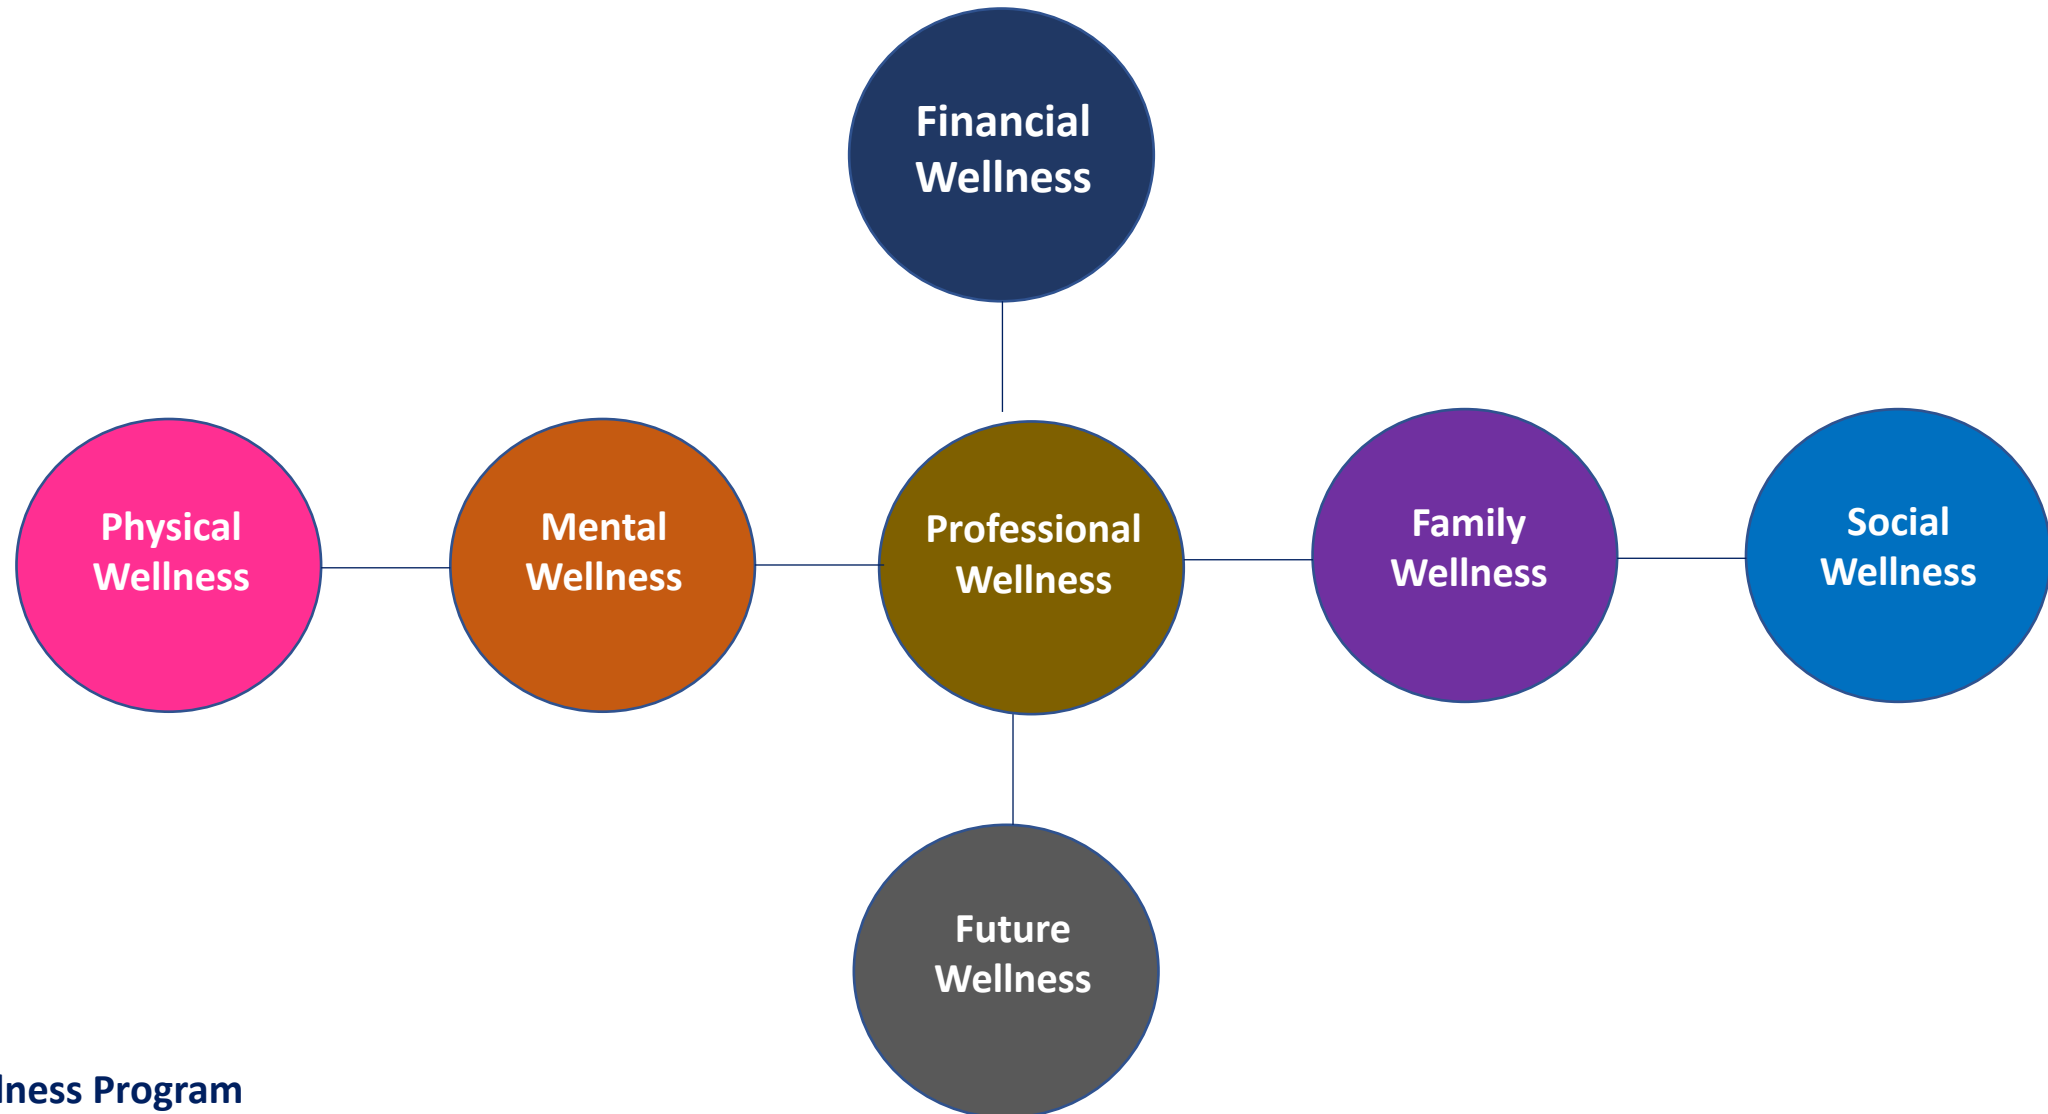 Financial
Wellness
Physical
Wellness
Mental
Wellness
Professional
Wellness
Family
Wellness
Social
Wellness
Future
Wellness
lness Program